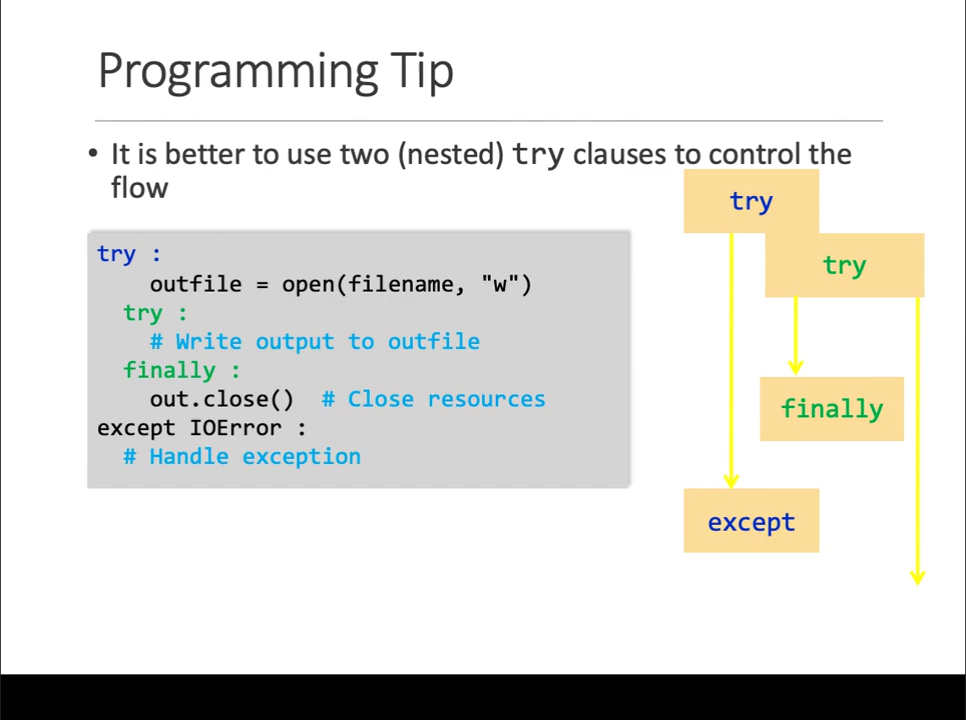 Programming Tip
• It is better to use two (nested) try clauses to control the
flow
try :
    outfile = open(filename, "w")
  try :
    # Write output to outfile
  finally :
    out.close()  # Close resources
except IOError :
  # Handle exception
try
try
finally
except